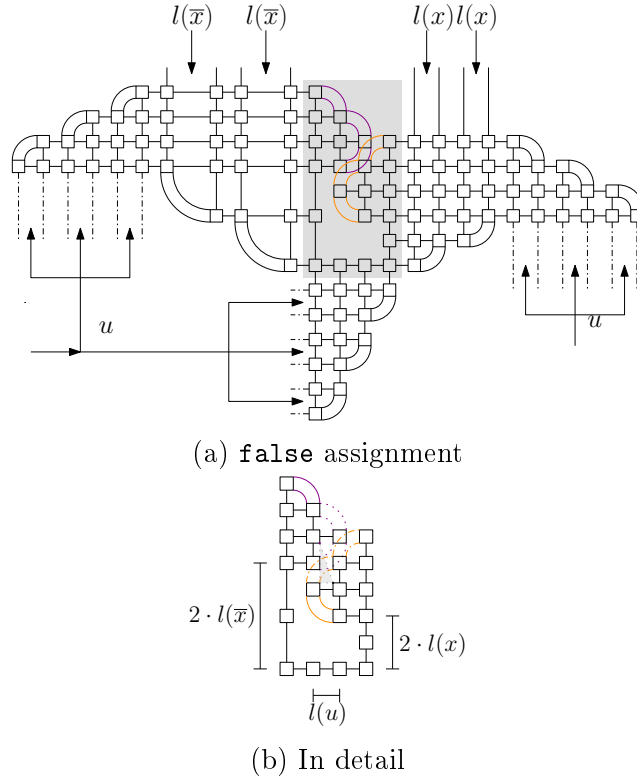 l(x̅) l(x̅) l(x) l(x)
u u
(a) false assignment
2 · l(x̅)
2 · l(x)
l(u)
(b) In detail